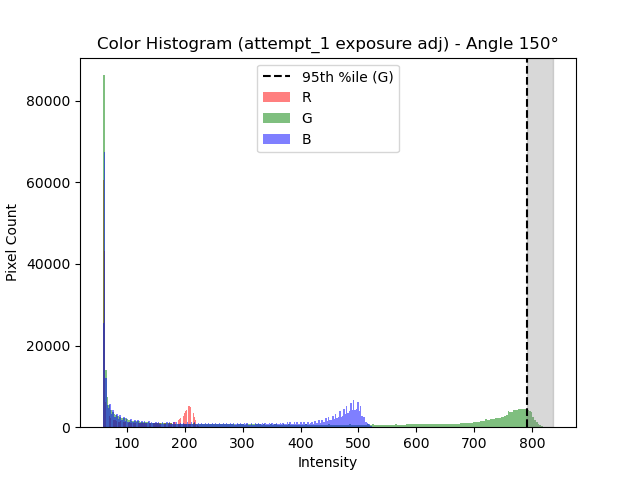 Color Histogram (attempt_1 exposure adj) - Angle 150°
95th %ile (G)
R
G
B
80000
60000
40000
20000
0
Pixel Count
100 200 300 400 500 600 700 800
Intensity